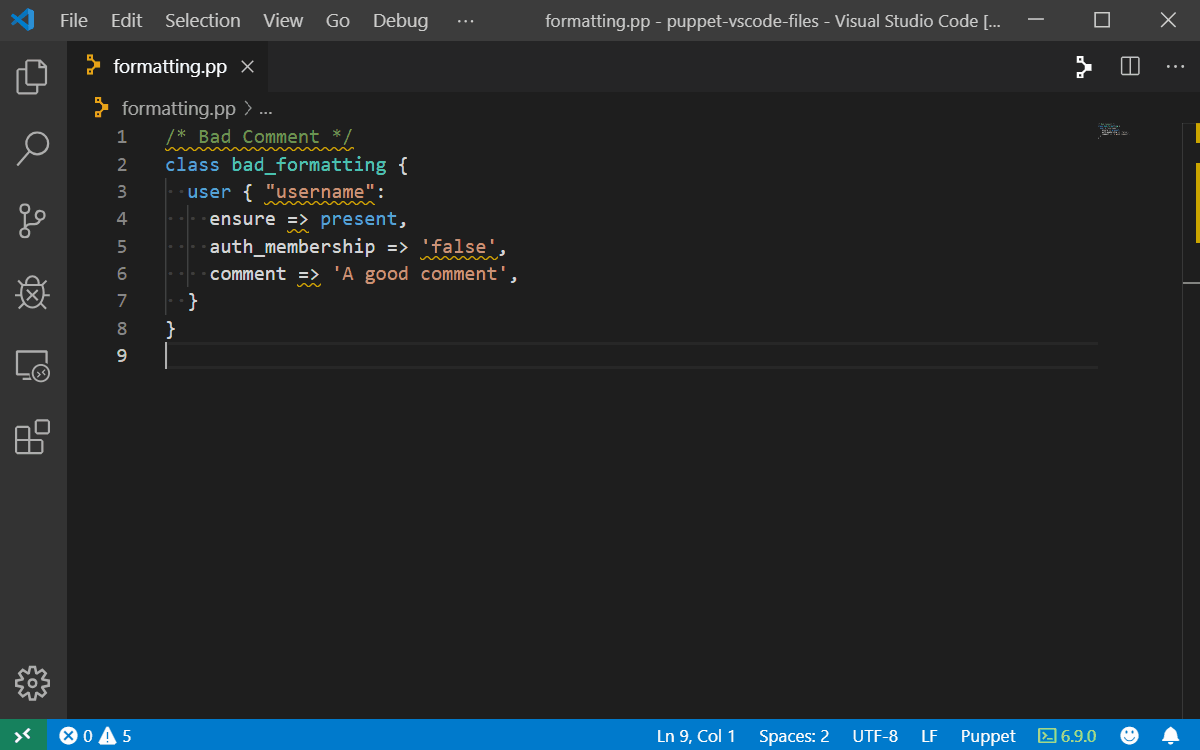 File Edit Selection View Go Debug ··· formatting.pp - puppet-vscode-files - Visual Studio Code [...
formatting.pp
formatting.pp > ...
1 /* Bad Comment */
2 class bad_formatting {
3 user { "username":
4 ensure => present,
5 auth_membership => 'false',
6 comment => 'A good comment',
7 }
8 }
9
0 5 Ln 9, Col 1 Spaces: 2 UTF-8 LF Puppet 6.9.0